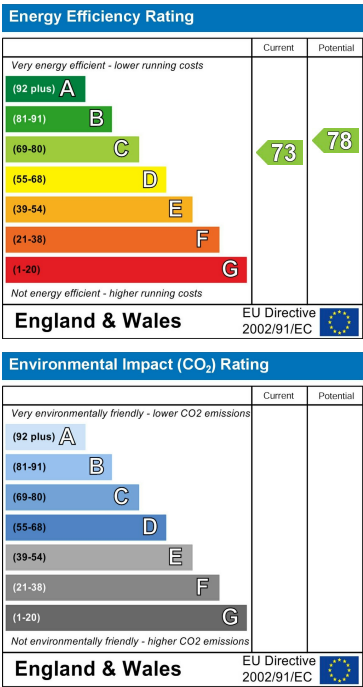 Energy Efficiency Rating
Current Potential
Very energy efficient - lower running costs
(92 plus) A
(81-91) B
(69-80) C
73
78
(55-68) D
(39-54) E
(21-38) F
(1-20) G
Not energy efficient - higher running costs
England & Wales
EU Directive
2002/91/EC
Environmental Impact (CO₂) Rating
Current Potential
Very environmentally friendly - lower CO2 emissions
(92 plus) A
(81-91) B
(69-80) C
(55-68) D
(39-54) E
(21-38) F
(1-20) G
Not environmentally friendly - higher CO2 emissions
England & Wales
EU Directive
2002/91/EC